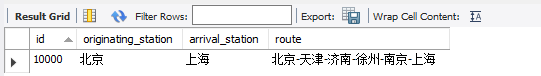 Result Grid Filter Rows: Export: Wrap Cell Content:
id originating_station arrival_station route
10000 北京 上海 北京-天津-济南-徐州-南京-上海